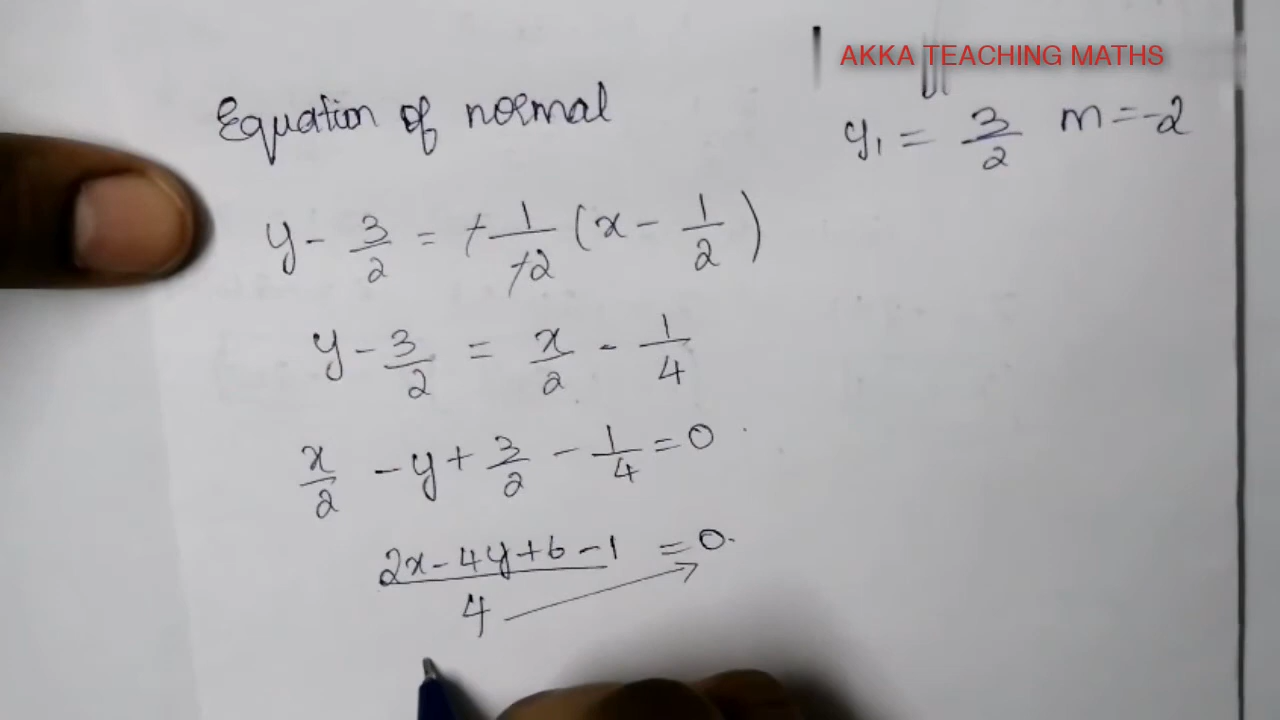 AKKA TEACHING MATHS
Equation of normal
y₁ = 3/2 m = -2
y - 3/2 = - 1/-2 (x - 1/2)
y - 3/2 = x/2 - 1/4
x/2 - y + 3/2 - 1/4 = 0
2x - 4y + 6 - 1 / 4 = 0